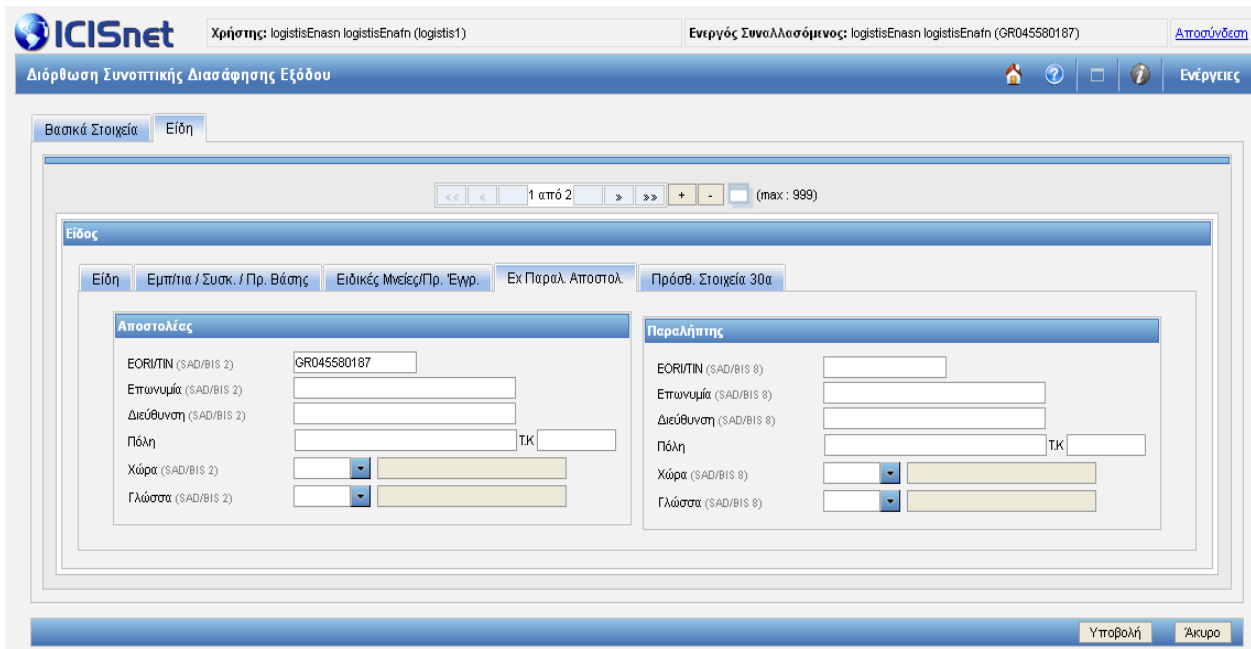 ICISnet Χρήστης: logistisEnasn logistisEnafn (logistis1) Ενεργός Συναλλασόμενος: logistisEnasn logistisEnafn (GR045580187) Αποσύνδεση
Διόρθωση Συνοπτικής Διασάφησης Εξόδου Ενέργειες
Βασικά Στοιχεία Είδη
«« « 1 από 2 » »» + - (max : 999)
Είδος
Είδη Εμπ/τια / Συσκ. / Πρ. Βάσης Ειδικές Μνείες/Πρ. Έγγρ. Εχ Παραλ. Αποστολ. Πρόσθ. Στοιχεία 30α
Αποστολέας
EORI/TIN (SAD/BIS 2) GR045580187
Επωνυμία (SAD/BIS 2)
Διεύθυνση (SAD/BIS 2)
Πόλη Τ.Κ
Χώρα (SAD/BIS 2)
Γλώσσα (SAD/BIS 2)
Παραλήπτης
EORI/TIN (SAD/BIS 8)
Επωνυμία (SAD/BIS 8)
Διεύθυνση (SAD/BIS 8)
Πόλη Τ.Κ
Χώρα (SAD/BIS 8)
Γλώσσα (SAD/BIS 8)
Υποβολή Άκυρο